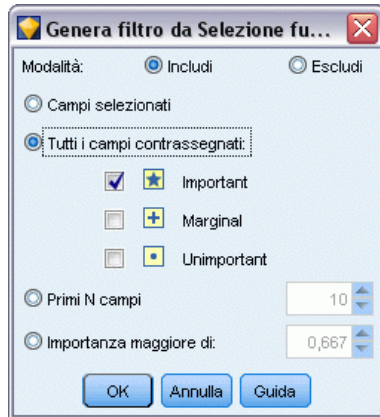 Genera filtro da Selezione fu...
Modalità: Includi Escludi
Campi selezionati
Tutti i campi contrassegnati:
Important
Marginal
Unimportant
Primi N campi 10
Importanza maggiore di: 0,667
OK Annulla Guida